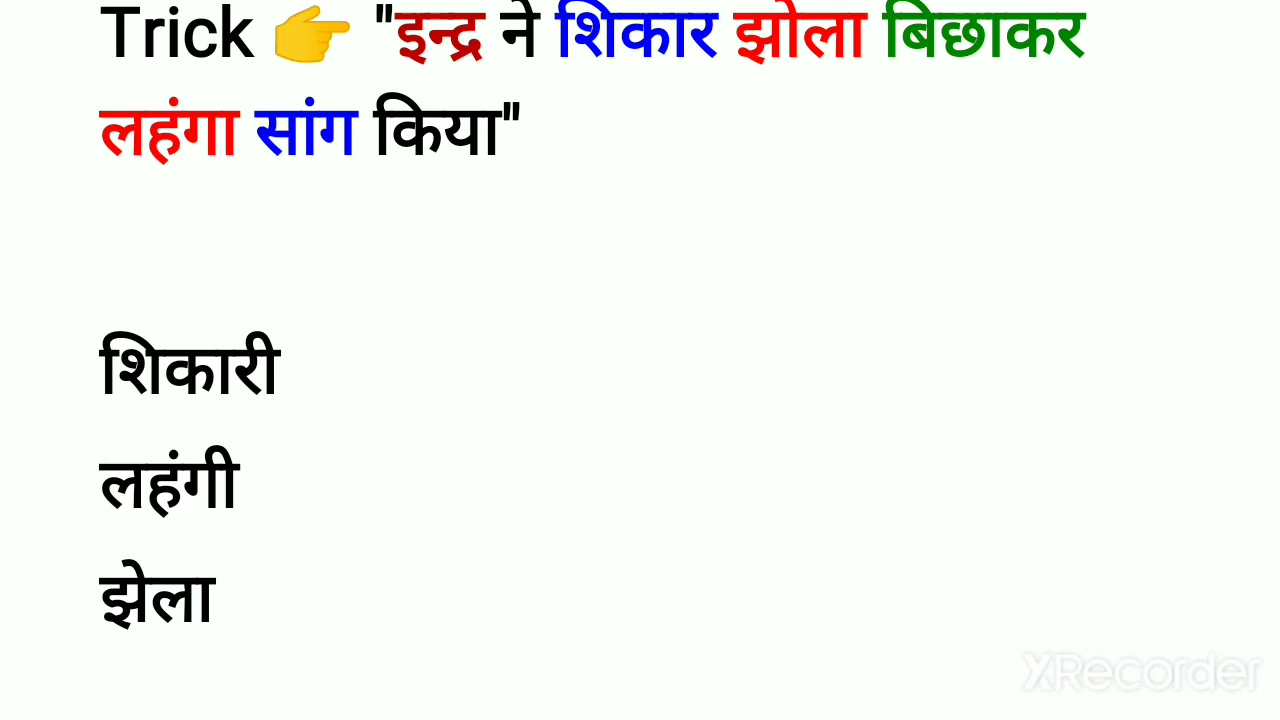 Trick 👉 "इन्द्र ने शिकार झोला बिछाकर
लहंगा सांग किया"
शिकारी
लहंगी
झेला
XRecorder